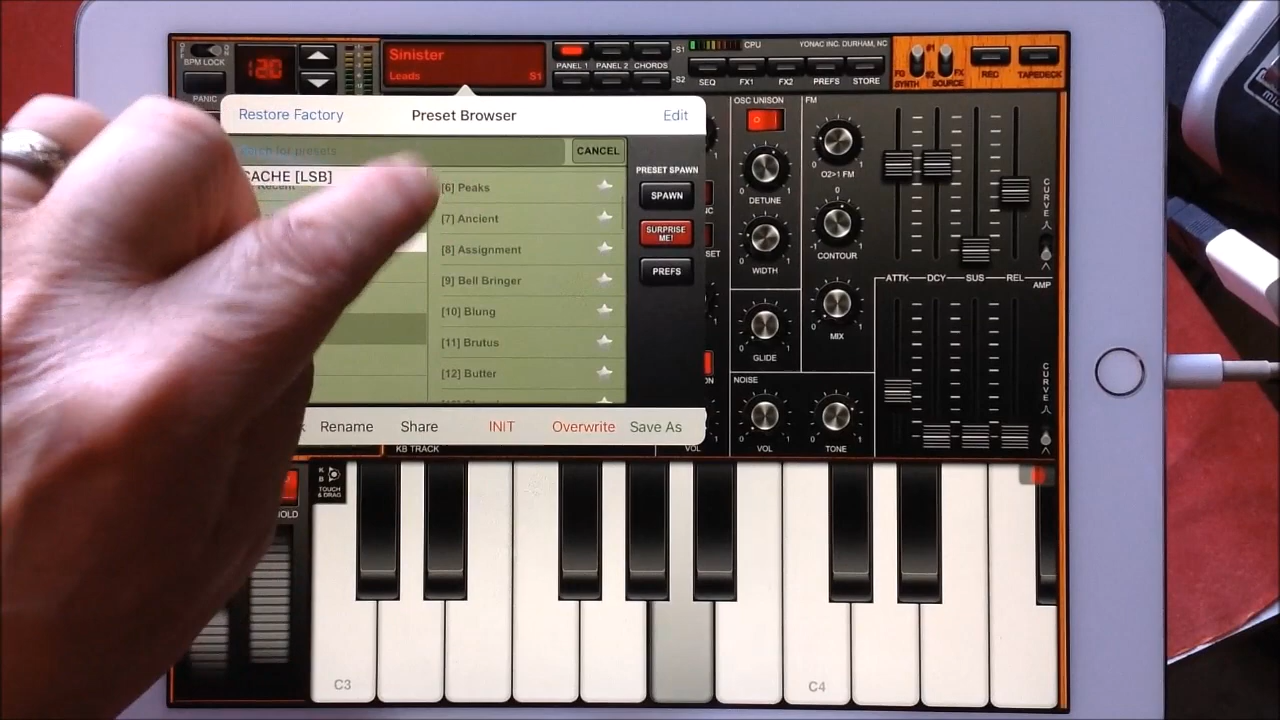 BPM LOCK
PANIC
120
Sinister
Leads S1
PANEL 1 PANEL 2 CHORDS
S1
S2
CPU
YONAC INC. DURHAM, NC
SEQ FX1 FX2 PREFS STORE
SYNTH
FX
SOURCE
REC TAPEDECK
Restore Factory Preset Browser Edit
for presets CANCEL
CACHE [LSB]
Recent
[6] Peaks
[7] Ancient
[8] Assignment
[9] Bell Bringer
[10] Blung
[11] Brutus
[12] Butter
PRESET SPAWN
SPAWN
SURPRISE ME!
PREFS
Rename Share INIT Overwrite Save As
OSC UNISON
DETUNE
WIDTH
GLIDE
FM
O2>1 FM
CONTOUR
MIX
NOISE
VOL TONE
CURVE
ATTK DCY SUS REL AMP
CURVE
KB TRACK
VOL
KB
TOUCH & DRAG
C3 C4